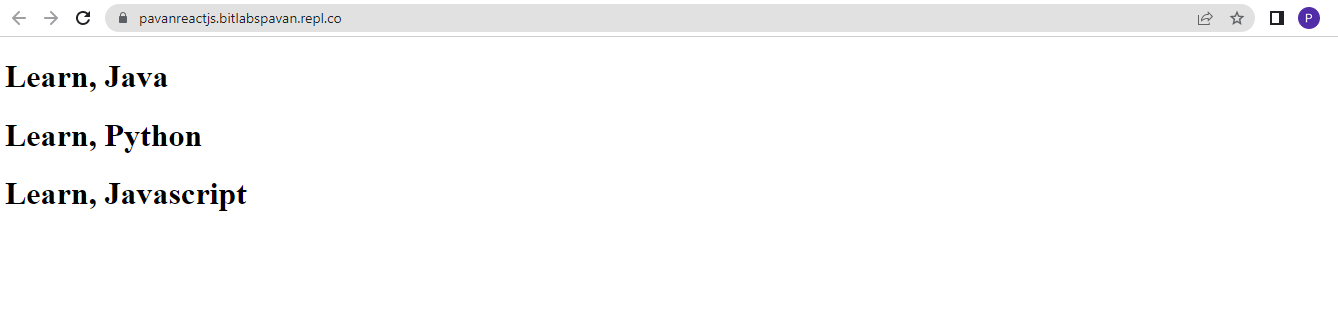 pavanreactjs.bitlabspavan.repl.co
P
Learn, Java
Learn, Python
Learn, Javascript